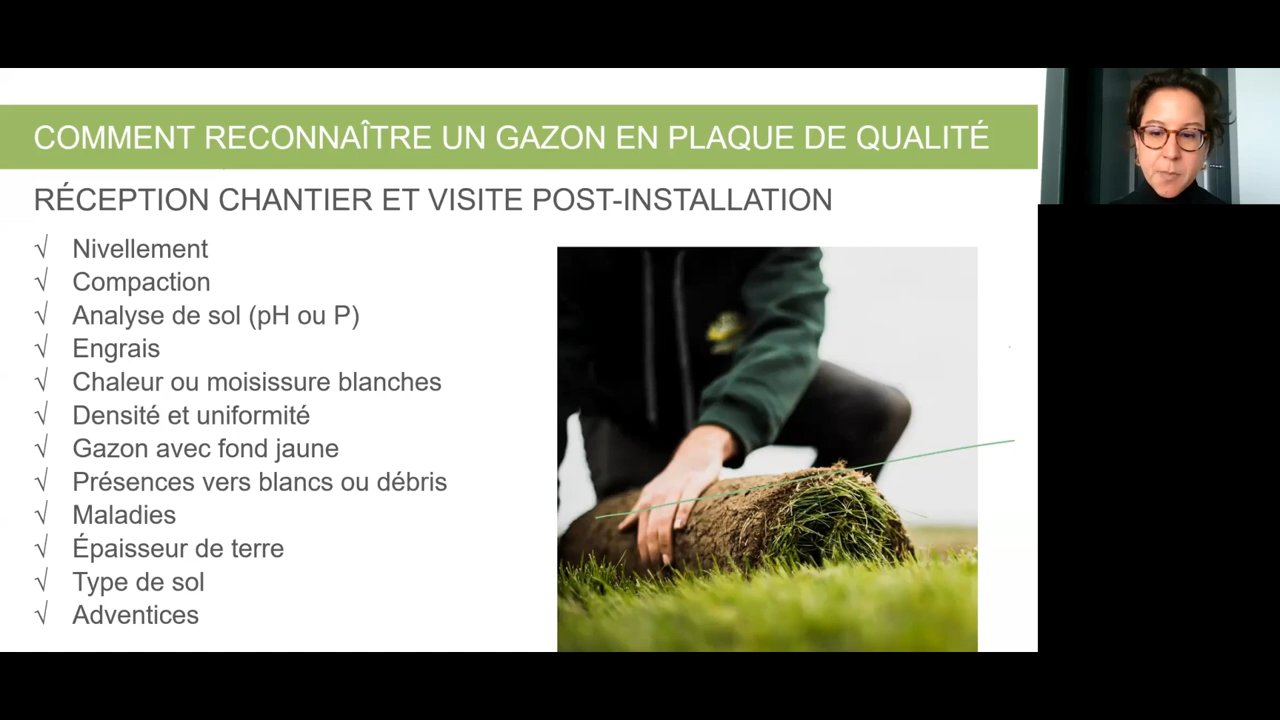 COMMENT RECONNAÎTRE UN GAZON EN PLAQUE DE QUALITÉ
RÉCEPTION CHANTIER ET VISITE POST-INSTALLATION
√ Nivellement
√ Compaction
√ Analyse de sol (pH ou P)
√ Engrais
√ Chaleur ou moisissure blanches
√ Densité et uniformité
√ Gazon avec fond jaune
√ Présences vers blancs ou débris
√ Maladies
√ Épaisseur de terre
√ Type de sol
√ Adventices